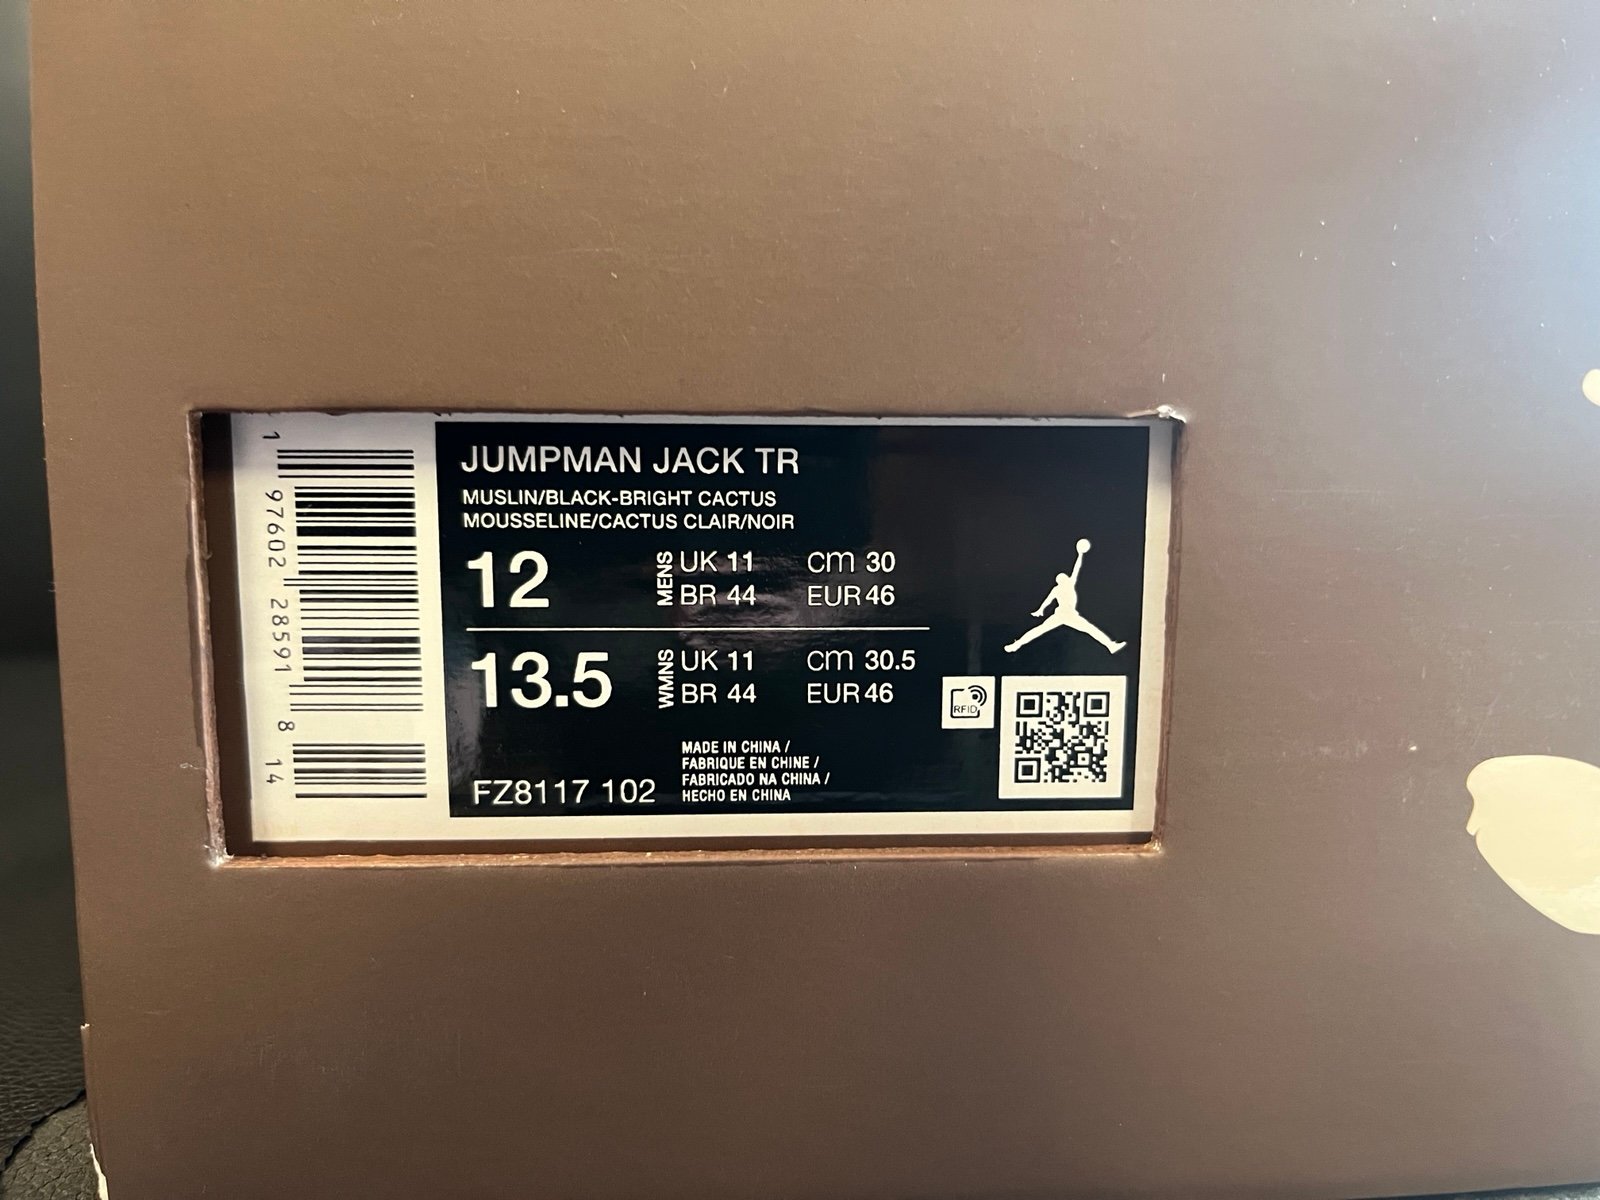 JUMPMAN JACK TR
MUSLIN/BLACK-BRIGHT CACTUS
MOUSSELINE/CACTUS CLAIR/NOIR
12 MENS UK 11 cm 30
BR 44 EUR 46
13.5 WMNS UK 11 cm 30.5
BR 44 EUR 46
MADE IN CHINA /
FABRIQUE EN CHINE /
FABRICADO NA CHINA /
HECHO EN CHINA
FZ8117 102
RFID
1 97602 28591 8 14